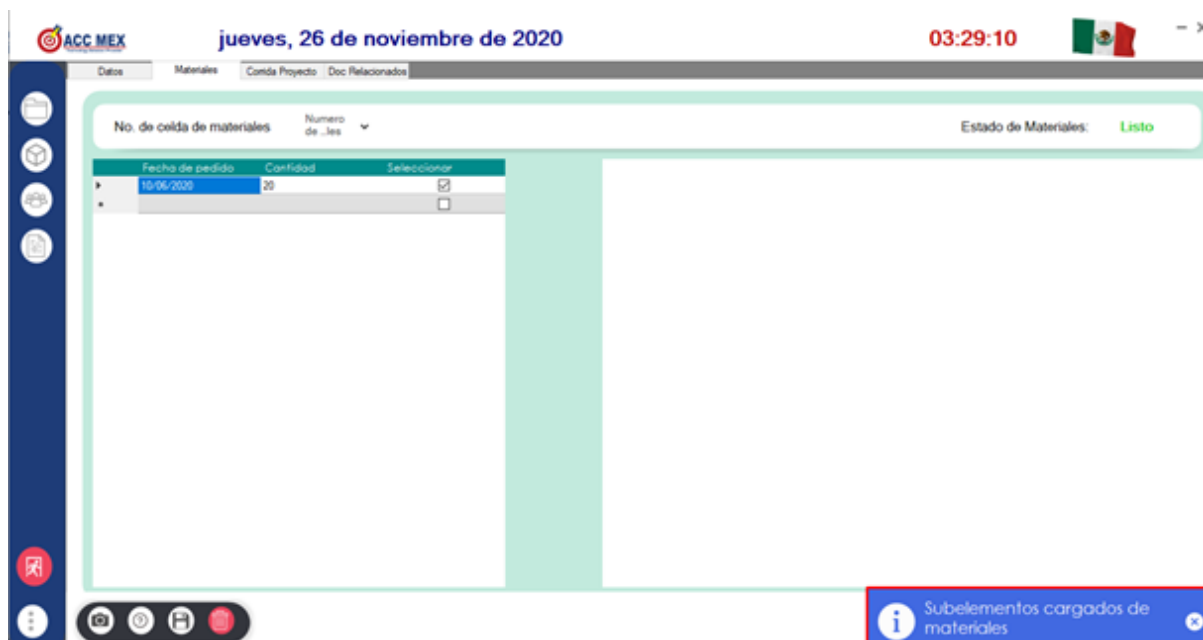 ACC MEX
jueves, 26 de noviembre de 2020
03:29:10
Datos
Materiales
Corrida Proyecto
Doc Relacionados
No. de celda de materiales
Numero
de ..les
Estado de Materiales:
Listo
Fecha de pedido
Cantidad
Seleccionar
10/06/2020
20
Subelementos cargados de
materiales